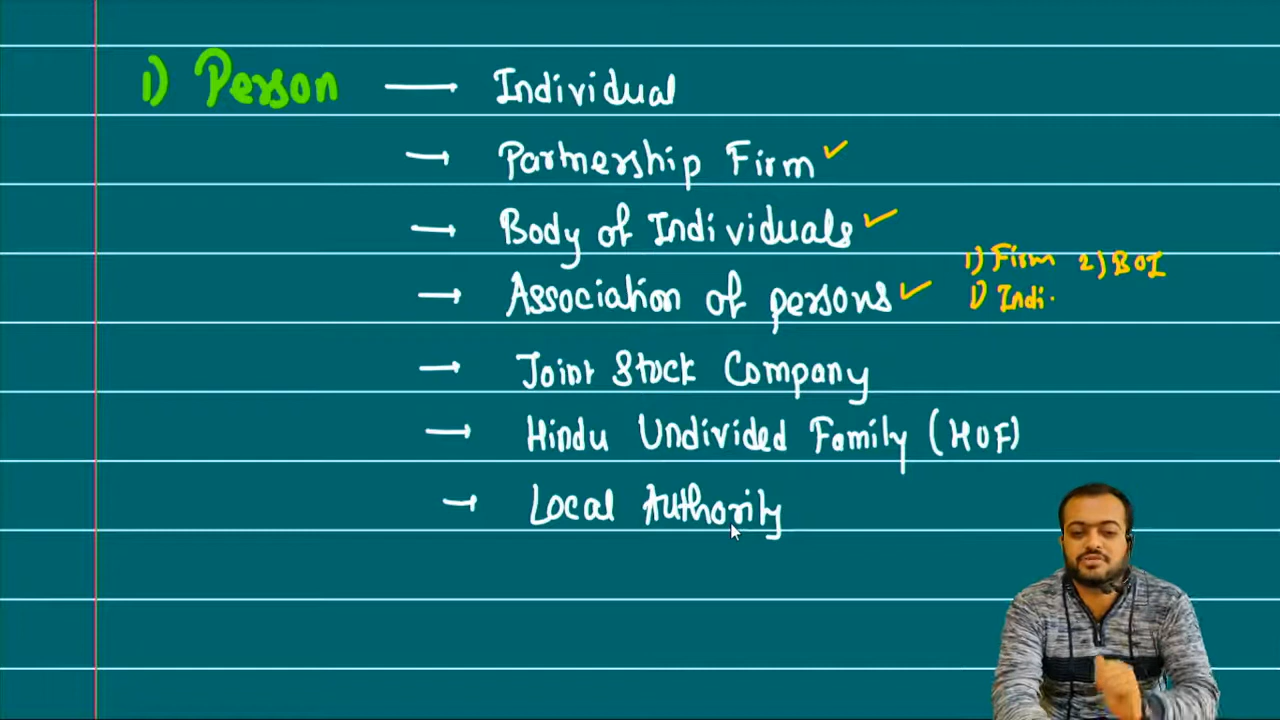 1) Person → Individual
→ Partnership Firm ✓
→ Body of Individuals ✓
1) Firm 2) BOI
→ Association of persons ✓ 1) Indi.
→ Joint Stock Company
→ Hindu Undivided Family (HUF)
→ Local Authority